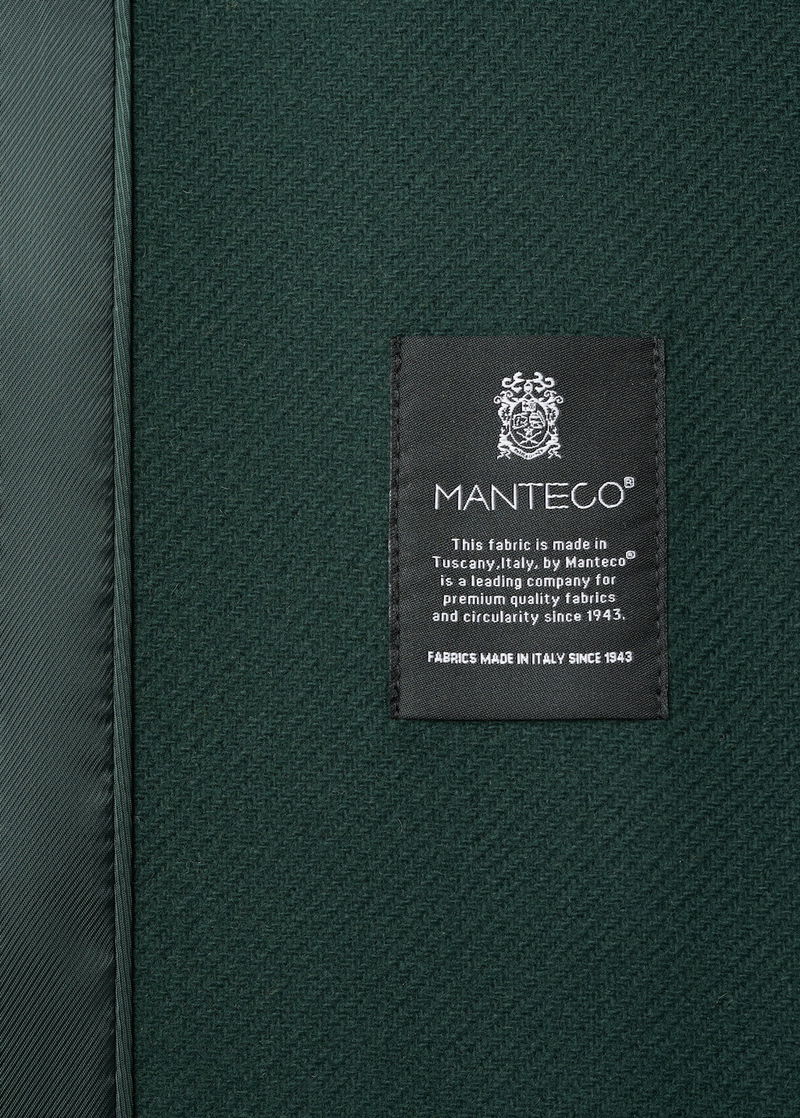 MANTECO®
This fabric is made in
Tuscany,Italy, by Manteco®
is a leading company for
premium quality fabrics
and circularity since 1943.
FABRICS MADE IN ITALY SINCE 1943